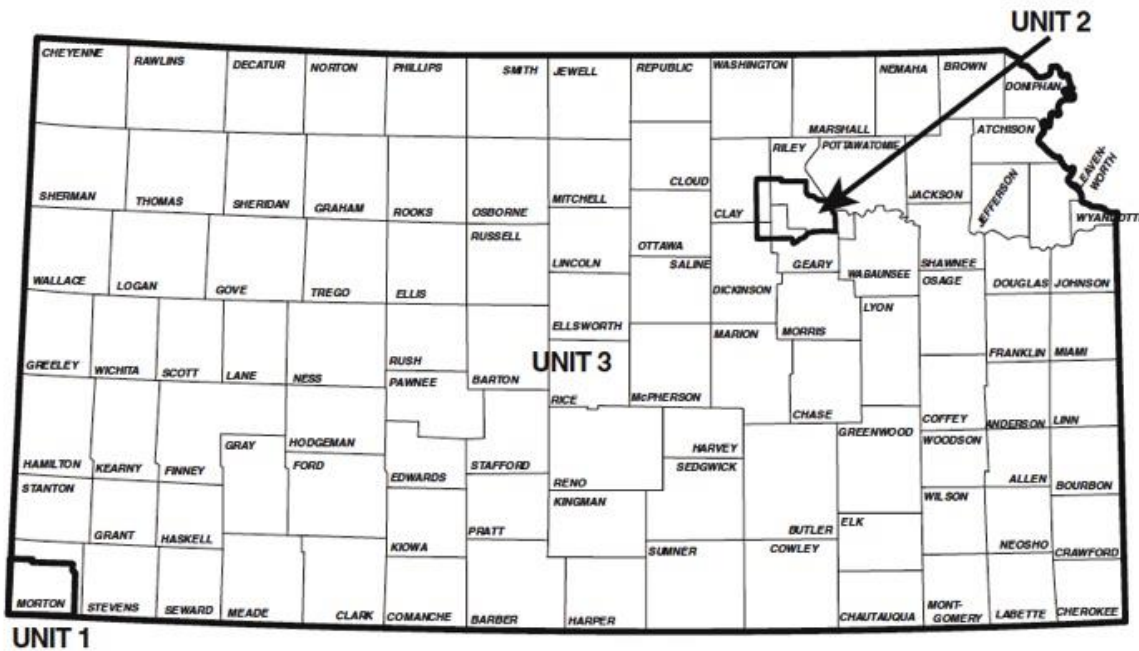 UNIT 2
CHEYENNE
RAWLINS
DECATUR
NORTON
PHILLIPS
SMITH
JEWELL
REPUBLIC
WASHINGTON
NEMAHA
BROWN
DONIPHAN
MARSHALL
ATCHISON
RILEY
POTTAWATOMIE
LEAVEN-
WORTH
SHERMAN
THOMAS
SHERIDAN
GRAHAM
ROOKS
OSBORNE
MITCHELL
CLOUD
CLAY
JACKSON
JEFFERSON
WYANDOTTE
RUSSELL
OTTAWA
WALLACE
LOGAN
GOVE
TREGO
ELLIS
LINCOLN
SALINE
DICKINSON
GEARY
WABAUNSEE
SHAWNEE
OSAGE
DOUGLAS
JOHNSON
LYON
ELLSWORTH
MARION
MORRIS
GREELEY
WICHITA
SCOTT
LANE
NESS
RUSH
PAWNEE
BARTON
UNIT 3
RICE
McPHERSON
CHASE
FRANKLIN
MIAMI
COFFEY
ANDERSON
LINN
GRAY
HODGEMAN
FORD
GREENWOOD
WOODSON
HAMILTON
KEARNY
FINNEY
EDWARDS
STAFFORD
RENO
HARVEY
SEDGWICK
ALLEN
BOURBON
STANTON
KINGMAN
WILSON
GRANT
HASKELL
KIOWA
PRATT
BUTLER
ELK
NEOSHO
CRAWFORD
SUMNER
COWLEY
MORTON
STEVENS
SEWARD
MEADE
CLARK
COMANCHE
BARBER
HARPER
CHAUTAUQUA
MONT-
GOMERY
LABETTE
CHEROKEE
UNIT 1